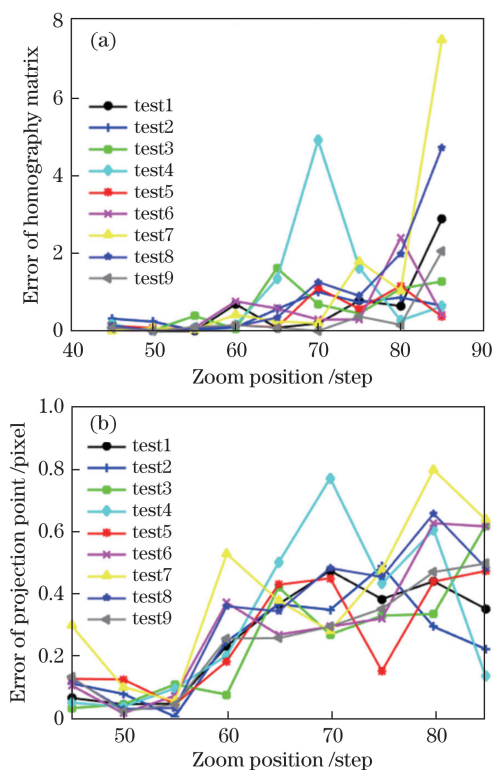 (a)
8
6
4
2
0
Error of homography matrix
test1
test2
test3
test4
test5
test6
test7
test8
test9
40 50 60 70 80 90
Zoom position /step
(b)
1.0
0.8
0.6
0.4
0.2
0
Error of projection point /pixel
test1
test2
test3
test4
test5
test6
test7
test8
test9
50 60 70 80
Zoom position /step